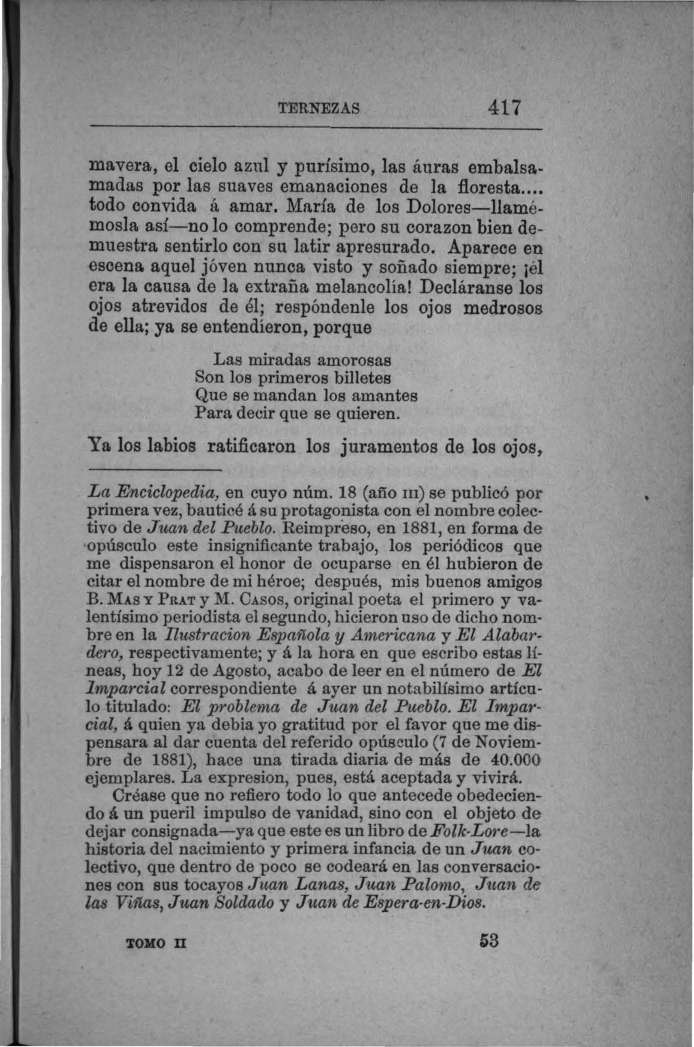 TERNEZAS 417
mavera, el cielo azul y purísimo, las áuras embalsa-
madas por las suaves emanaciones de la floresta....
todo convida á amar. María de los Dolores—llamé-
mosla así—no lo comprende; pero su corazon bien de-
muestra sentirlo con su latir apresurado. Aparece en
escena aquel jóven nunca visto y soñado siempre; ¡él
era la causa de la extraña melancolía! Decláranse los
ojos atrevidos de él; respóndenle los ojos medrosos
de ella; ya se entendieron, porque
Las miradas amorosas
Son los primeros billetes
Que se mandan los amantes
Para decir que se quieren.
Ya los labios ratificaron los juramentos de los ojos,
La Enciclopedia, en cuyo núm. 18 (año III) se publicó por
primera vez, bauticé á su protagonista con el nombre colec-
tivo de Juan del Pueblo. Reimpreso, en 1881, en forma de
opúsculo este insignificante trabajo, los periódicos que
me dispensaron el honor de ocuparse en él hubieron de
citar el nombre de mi héroe; después, mis buenos amigos
B. MAS Y PRAT y M. CASOS, original poeta el primero y va-
lentísimo periodista el segundo, hicieron uso de dicho nom-
bre en la Ilustracion Española y Americana y El Alabar-
dero, respectivamente; y á la hora en que escribo estas lí-
neas, hoy 12 de Agosto, acabo de leer en el número de El
Imparcial correspondiente á ayer un notabilísimo artícu-
lo titulado: El problema de Juan del Pueblo. El Impar-
cial, á quien ya debia yo gratitud por el favor que me dis-
pensara al dar cuenta del referido opúsculo (7 de Noviem-
bre de 1881), hace una tirada diaria de más de 40.000
ejemplares. La expresion, pues, está aceptada y vivirá.
Créase que no refiero todo lo que antecede obedecien-
do á un pueril impulso de vanidad, sino con el objeto de
dejar consignada—ya que este es un libro de Folk-Lore—la
historia del nacimiento y primera infancia de un Juan co-
lectivo, que dentro de poco se codeará en las conversacio-
nes con sus tocayos Juan Lanas, Juan Palomo, Juan de
las Viñas, Juan Soldado y Juan de Espera-en-Dios.
TOMO II 53